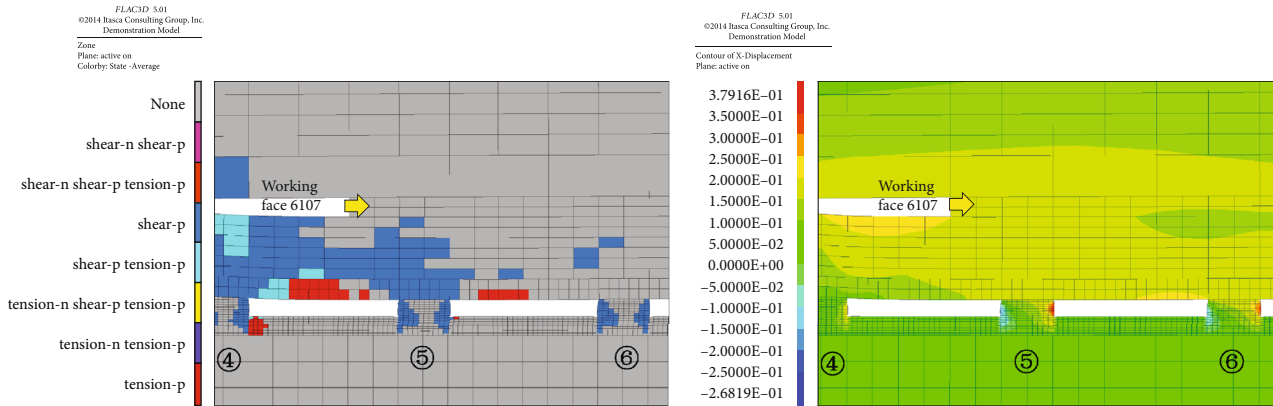 FLAC3D 5.01
©2014 Itasca Consulting Group, Inc.
Demonstration Model
Zone
Plane: active on
Colorby: State -Average
None
shear-n shear-p
shear-n shear-p tension-p
shear-p
shear-p tension-p
tension-n shear-p tension-p
tension-n tension-p
tension-p
Working
face 6107
④
⑤
⑥
FLAC3D 5.01
©2014 Itasca Consulting Group, Inc.
Demonstration Model
Contour of X-Displacement
Plane: active on
3.7916E–01
3.5000E–01
3.0000E–01
2.5000E–01
2.0000E–01
1.5000E–01
1.0000E–01
5.0000E–02
0.0000E+00
–5.0000E–02
–1.0000E–01
–1.5000E–01
–2.0000E–01
–2.5000E–01
–2.6819E–01
Working
face 6107
④
⑤
⑥